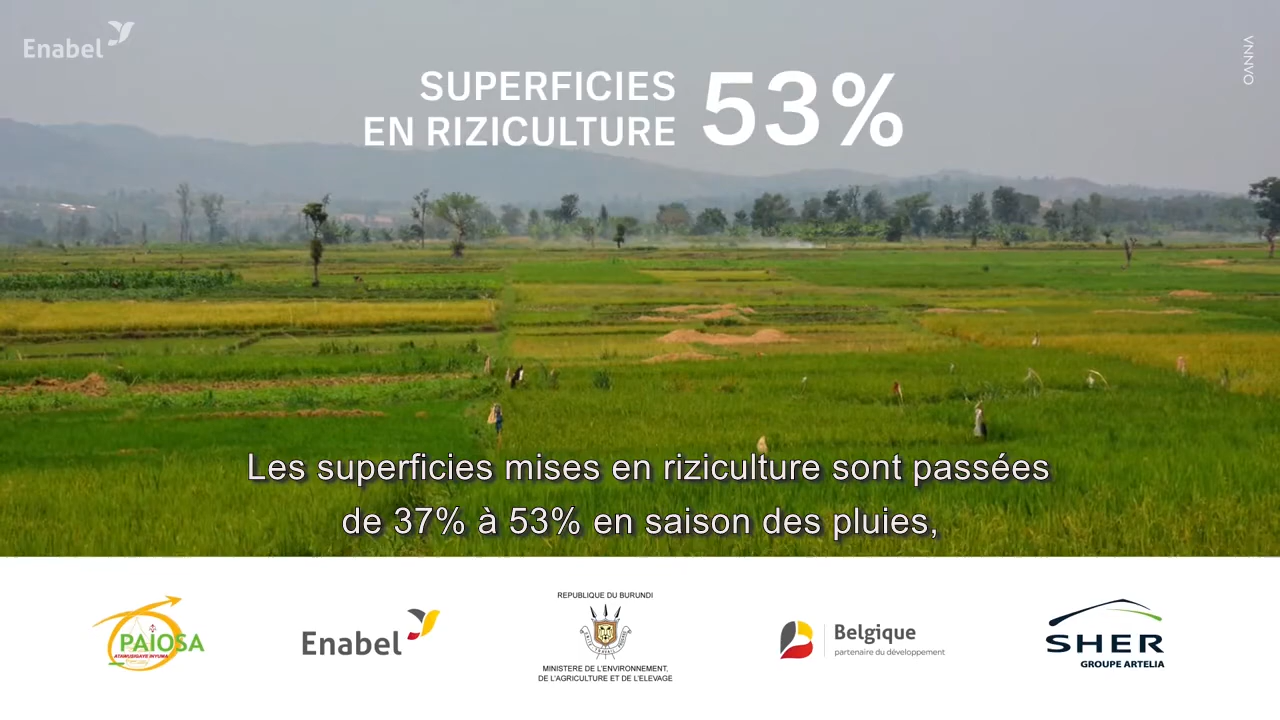 Enabel
OANNA
SUPERFICIES
EN RIZICULTURE
53%
Les superficies mises en riziculture sont passées
de 37% à 53% en saison des pluies,
PAIOSA
ATAWUSIGAYE INYUMA
Enabel
REPUBLIQUE DU BURUNDI
MINISTERE DE L'ENVIRONNEMENT,
DE L'AGRICULTURE ET DE L'ELEVAGE
Belgique
partenaire du développement
SHER
GROUPE ARTELIA